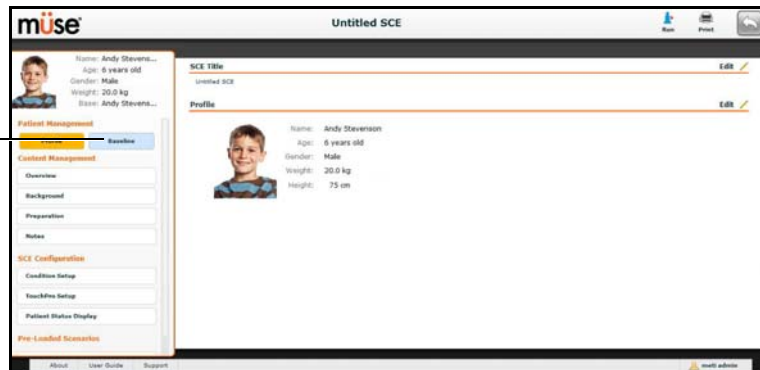 müse
Untitled SCE
Run
Print
Name: Andy Stevens...
Age: 6 years old
Gender: Male
Weight: 20.0 kg
Base: Andy Stevens...
Patient Management
Profile
Baseline
Content Management
Overview
Background
Preparation
Notes
SCE Configuration
Condition Setup
TouchPro Setup
Patient Status Display
Pre-Loaded Scenarios
SCE Title
Edit
Untitled SCE
Profile
Edit
Name: Andy Stevenson
Age: 6 years old
Gender: Male
Weight: 20.0 kg
Height: 75 cm
About
User Guide
Support
meti admin